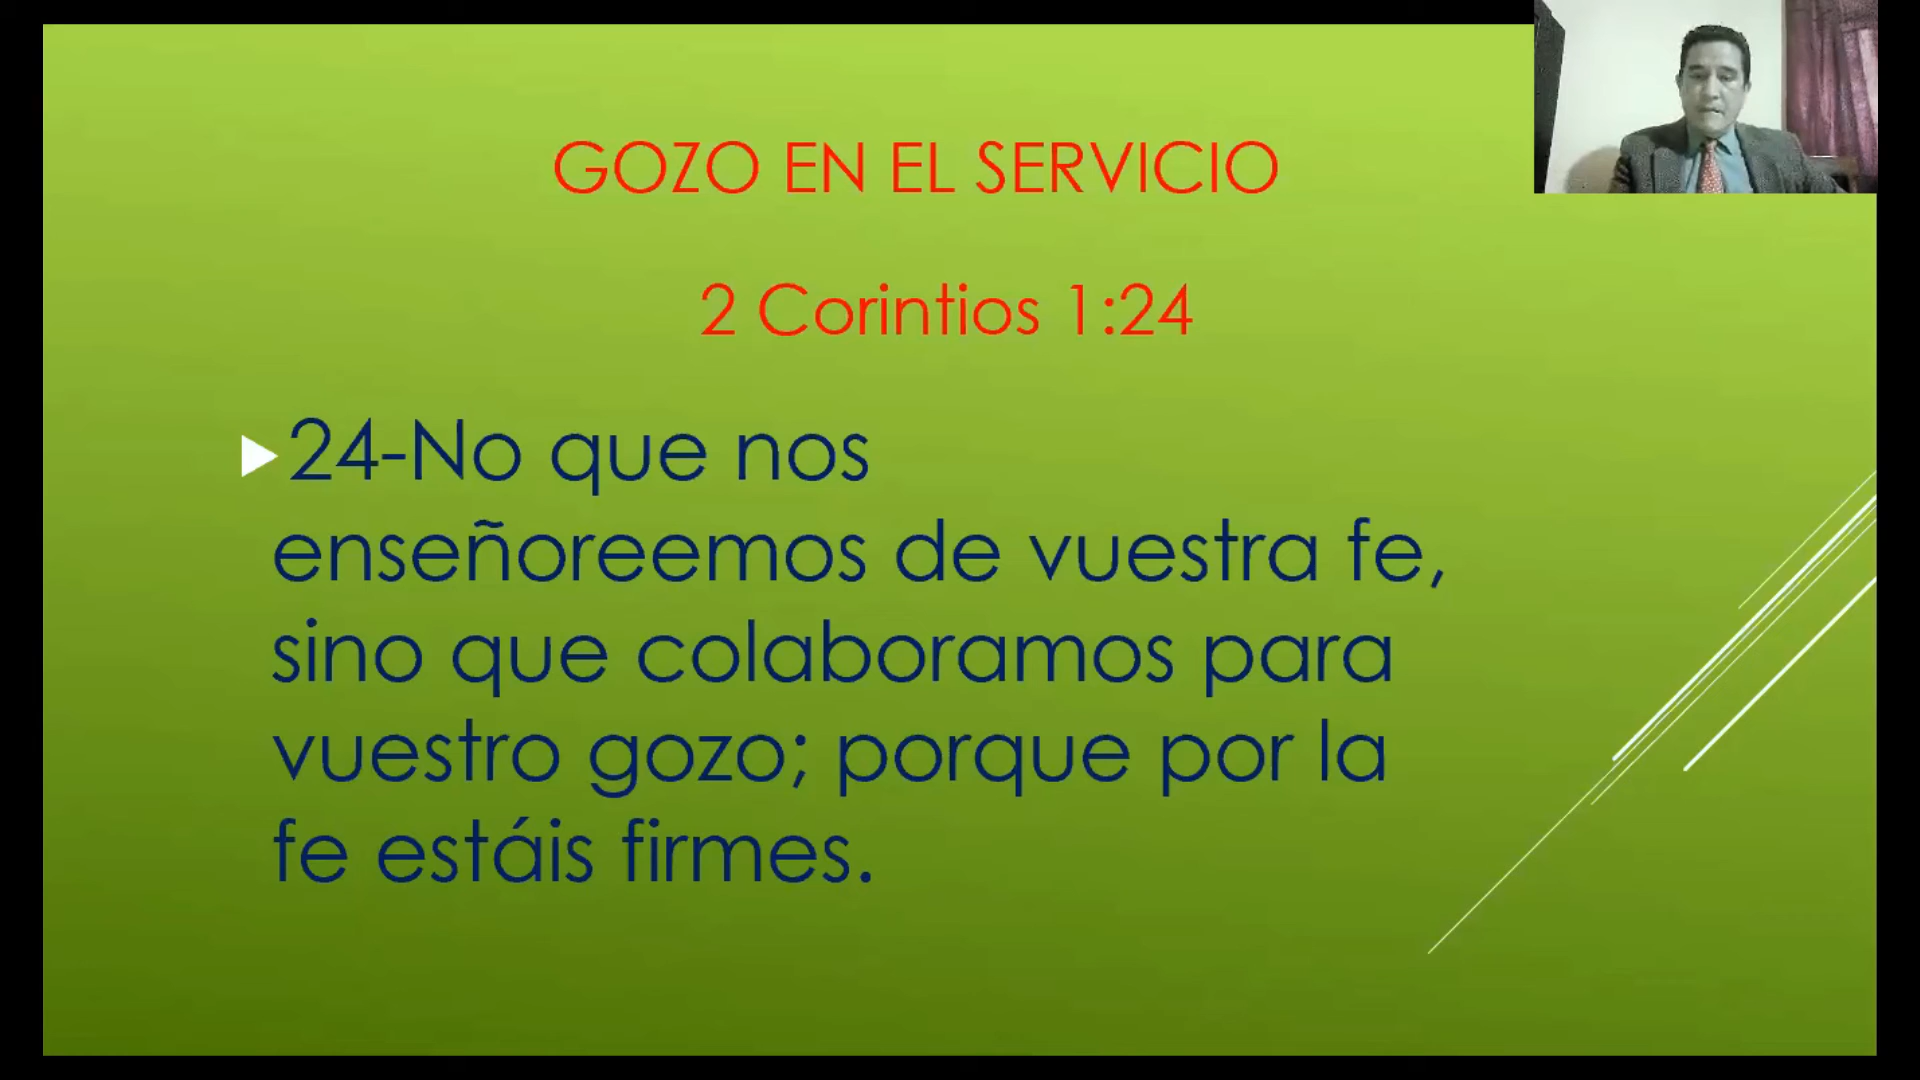 GOZO EN EL SERVICIO
2 Corintios 1:24
24-No que nos
enseñoreemos de vuestra fe,
sino que colaboramos para
vuestro gozo; porque por la
fe estáis firmes.